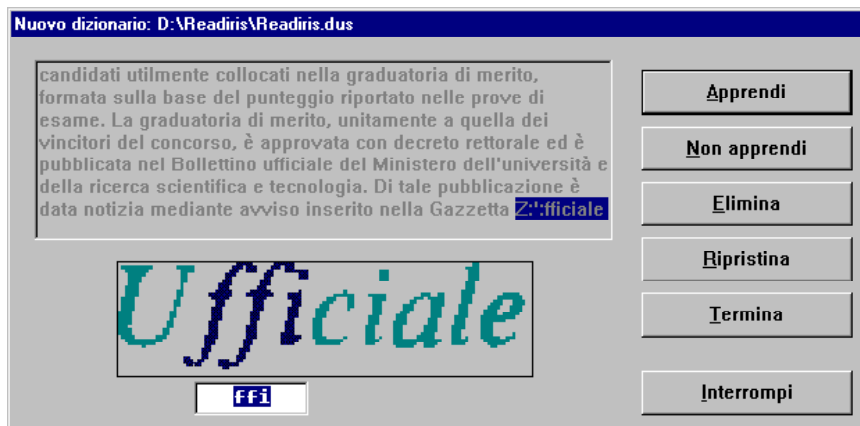 Nuovo dizionario: D:\Readiris\Readiris.dus
candidati utilmente collocati nella graduatoria di merito,
formata sulla base del punteggio riportato nelle prove di
esame. La graduatoria di merito, unitamente a quella dei
vincitori del concorso, è approvata con decreto rettorale ed è
pubblicata nel Bollettino ufficiale del Ministero dell'università e
della ricerca scientifica e tecnologia. Di tale pubblicazione è
data notizia mediante avviso inserito nella Gazzetta Z:':fficiale
Ufficiale
ffi
Apprendi
Non apprendi
Elimina
Ripristina
Termina
Interrompi